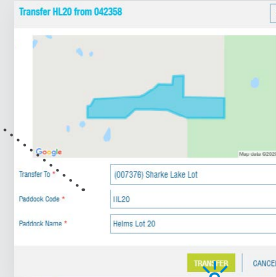 Transfer HL20 from 042358
Google
Map data ©202
Transfer To * (007376) Sharke Lake Lot
Paddock Code * HL20
Paddock Name * Helms Lot 20
TRANSFER CANCEL